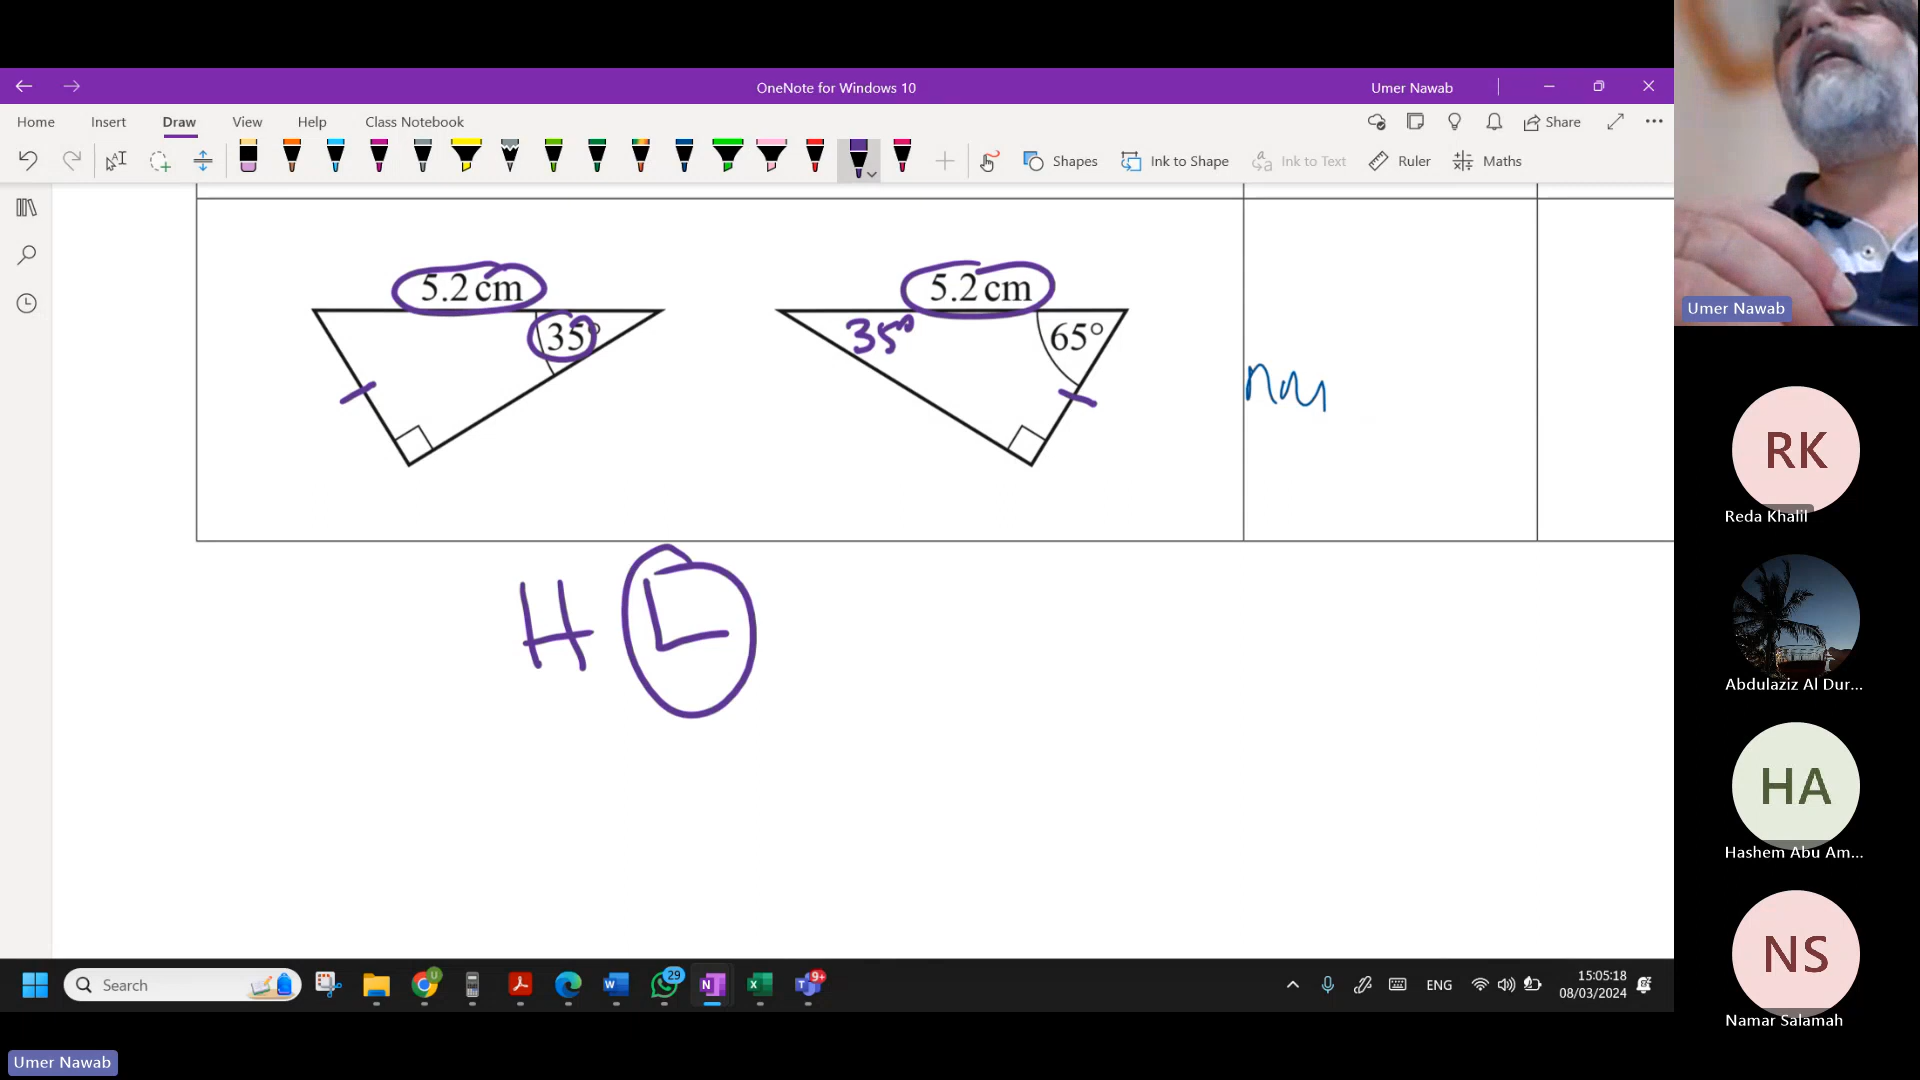 OneNote for Windows 10
Umer Nawab
Home Insert Draw View Help Class Notebook
Share
Shapes
Ink to Shape
Ink to Text
Ruler
Maths
5.2 cm
35°
5.2 cm
35°
65°
H L
Umer Nawab
RK
Reda Khalil
Abdulaziz Al Dur...
HA
Hashem Abu Am...
NS
Namar Salamah
Search
29
9+
ENG
15:05:18
08/03/2024
Umer Nawab